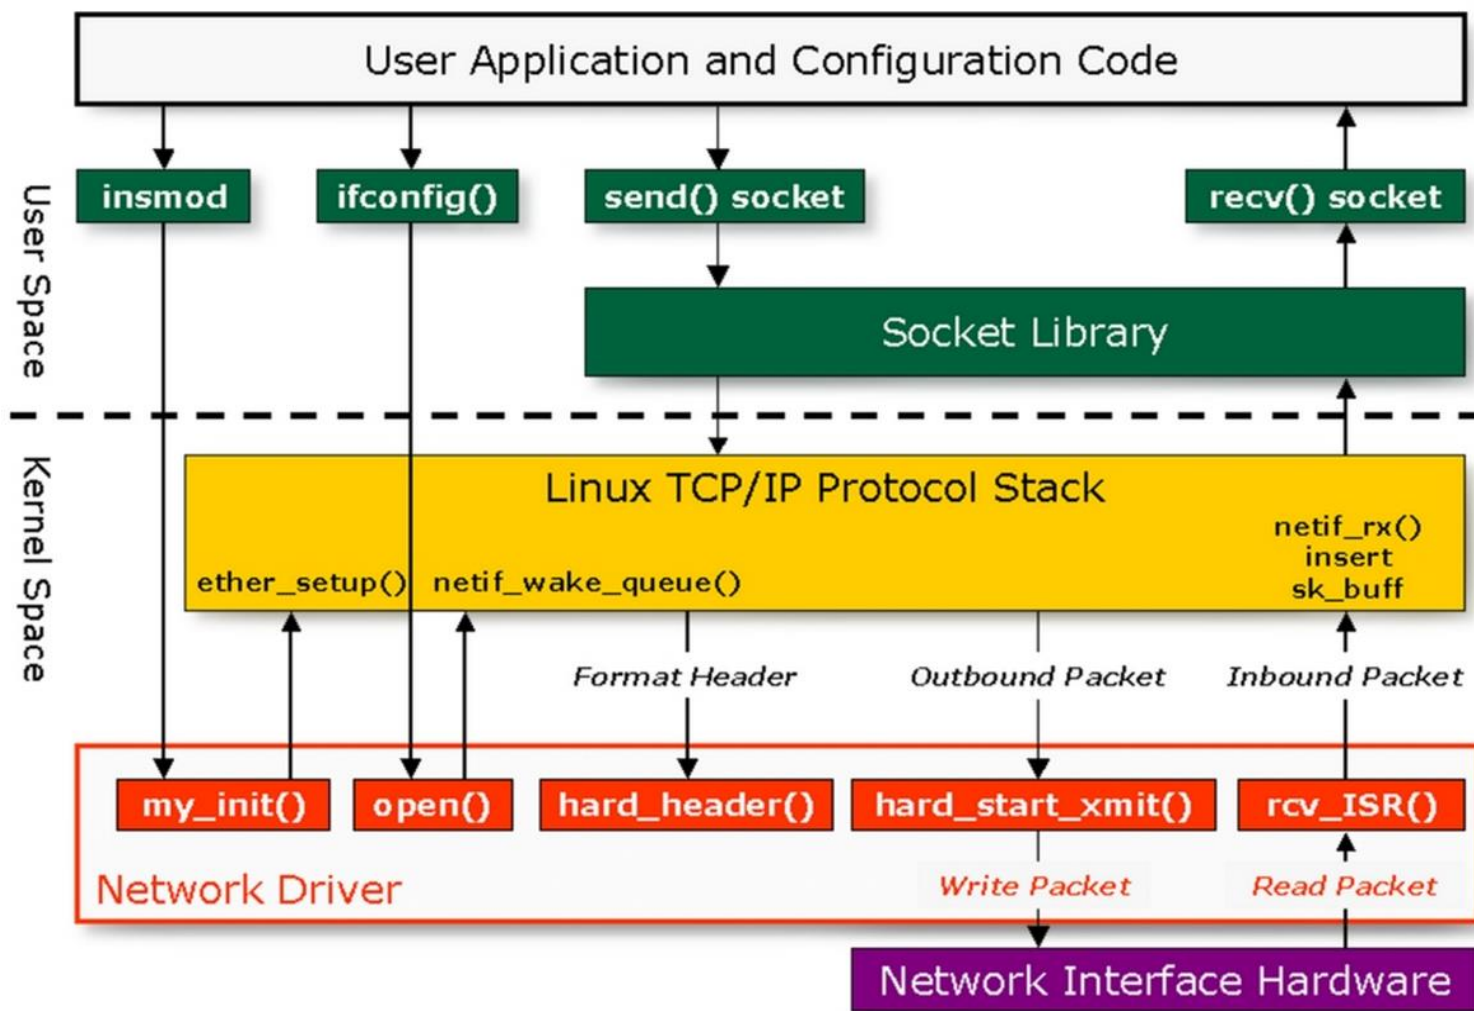 User Application and Configuration Code
insmod
ifconfig()
send() socket
recv() socket
User Space
Socket Library
Kernel Space
Linux TCP/IP Protocol Stack
netif_rx()
insert
sk_buff
ether_setup()
netif_wake_queue()
Format Header
Outbound Packet
Inbound Packet
my_init()
open()
hard_header()
hard_start_xmit()
rcv_ISR()
Network Driver
Write Packet
Read Packet
Network Interface Hardware